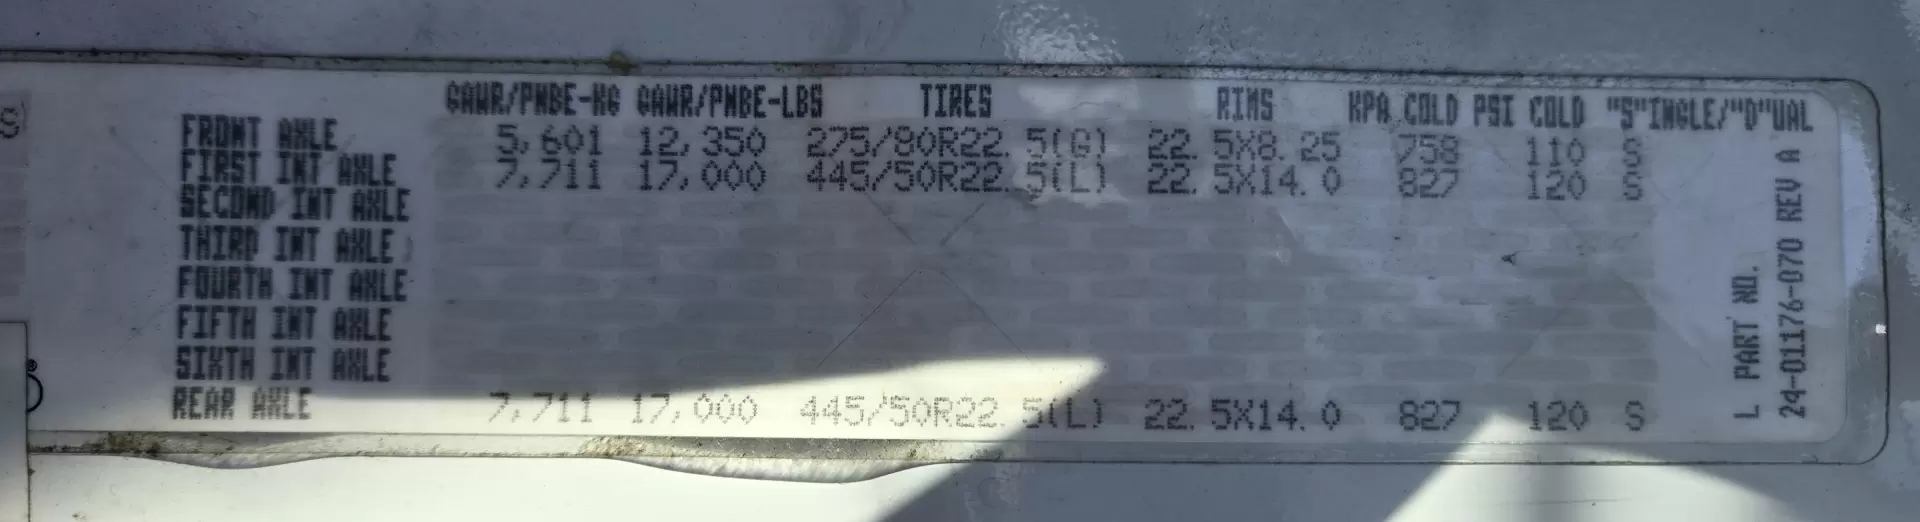 GAWR/PNBE-KG GAWR/PNBE-LBS TIRES RIMS KPA COLD PSI COLD "S"INGLE/"D"UAL
FRONT AXLE 5,601 12,350 275/80R22.5(G) 22.5X8.25 758 110 S
FIRST INT AXLE 7,711 17,000 445/50R22.5(L) 22.5X14.0 827 120 S
SECOND INT AXLE
THIRD INT AXLE
FOURTH INT AXLE
FIFTH INT AXLE
SIXTH INT AXLE
REAR AXLE 7,711 17,000 445/50R22.5(L) 22.5X14.0 827 120 S
L PART NO.
24-01176-070 REV A
S